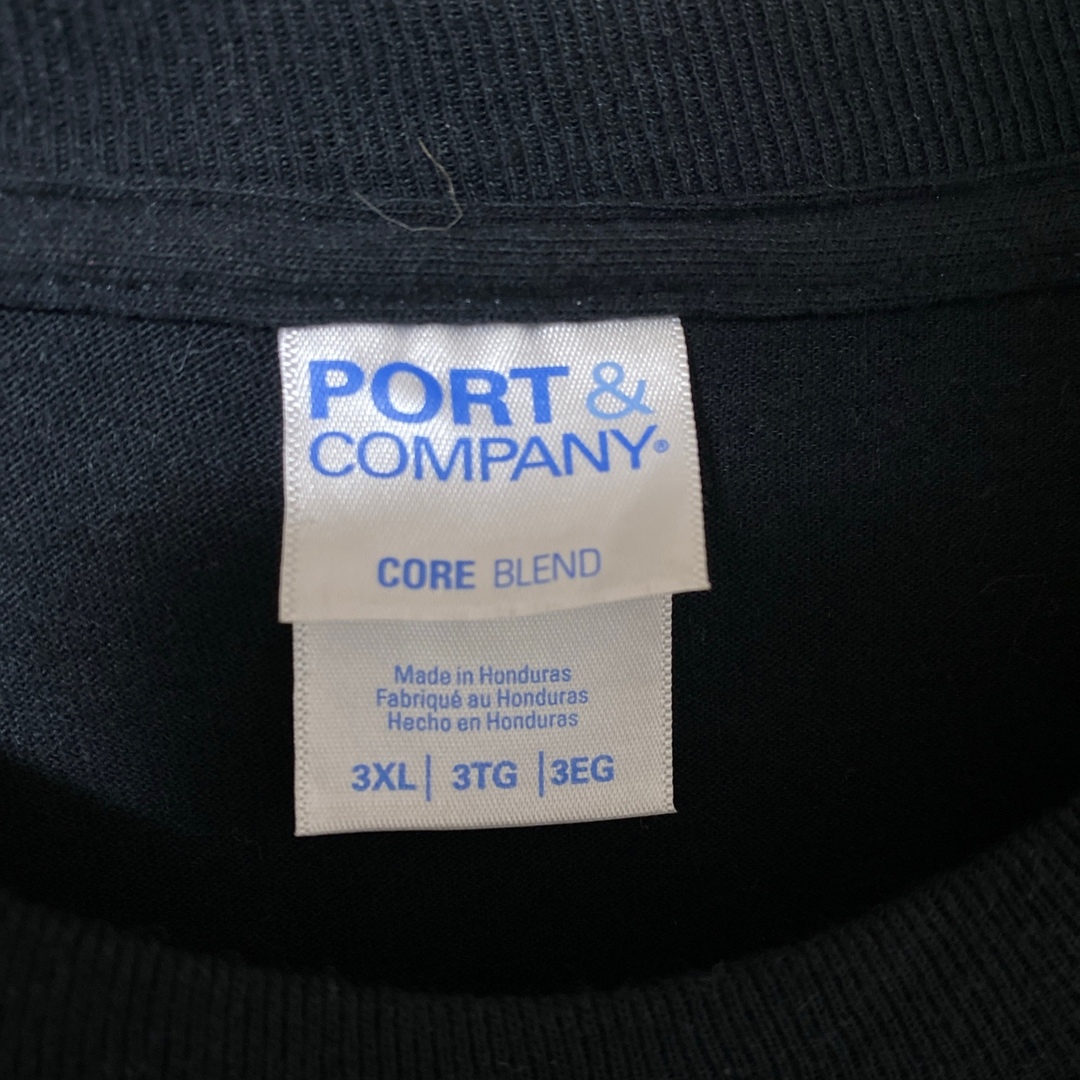 PORT &
COMPANY®
CORE BLEND
Made in Honduras
Fabriqué au Honduras
Hecho en Honduras
3XL | 3TG | 3EG